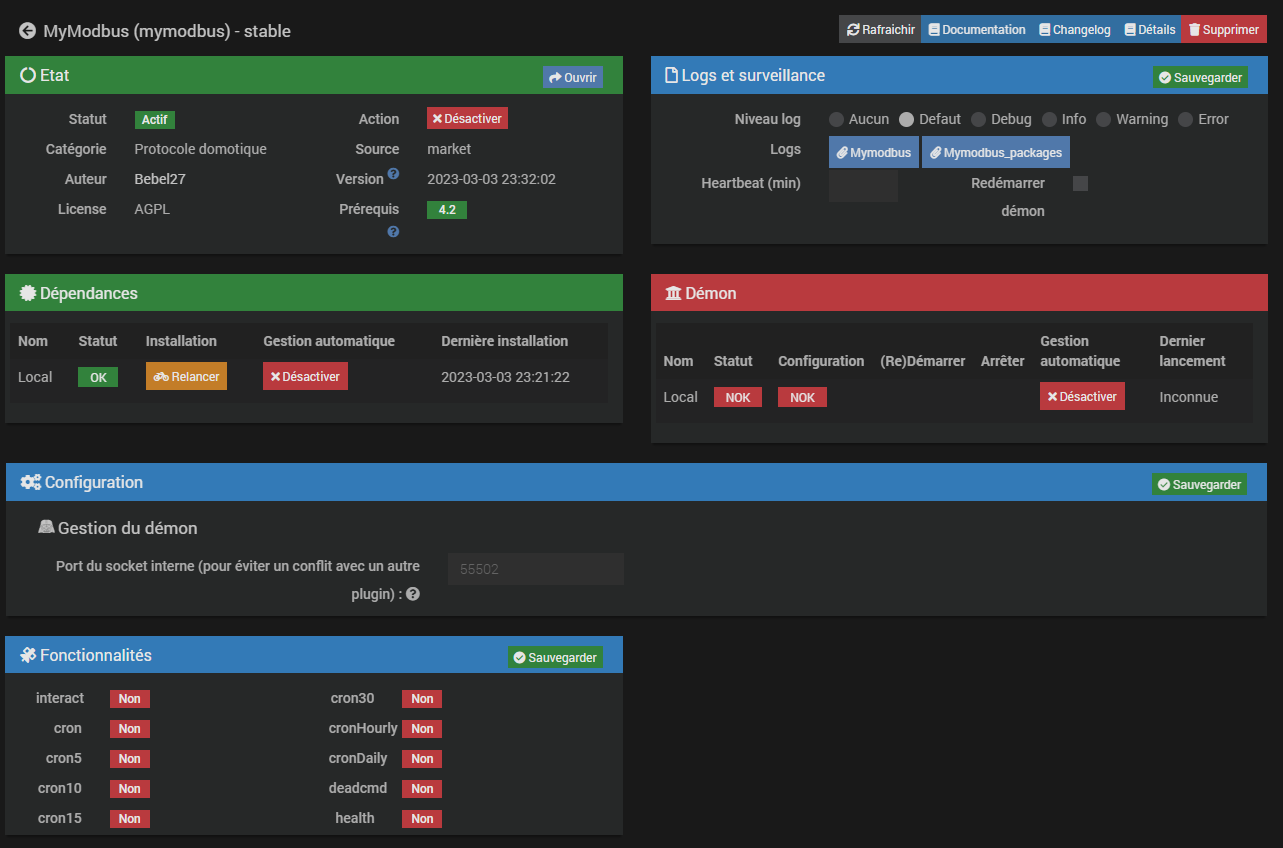 MyModbus (mymodbus) - stable
Rafraichir Documentation Changelog Détails Supprimer
Etat
Ouvrir
Statut Actif Action Désactiver
Catégorie Protocole domotique Source market
Auteur Bebel27 Version 2023-03-03 23:32:02
License AGPL Prérequis 4.2
Logs et surveillance
Sauvegarder
Niveau log Aucun Defaut Debug Info Warning Error
Logs Mymodbus Mymodbus_packages
Heartbeat (min) Redémarrer
démon
Dépendances
Nom Statut Installation Gestion automatique Dernière installation
Local OK Relancer Désactiver 2023-03-03 23:21:22
Démon
Gestion Dernier
Nom Statut Configuration (Re)Démarrer Arrêter automatique lancement
Local NOK NOK Désactiver Inconnue
Configuration
Sauvegarder
Gestion du démon
Port du socket interne (pour éviter un conflit avec un autre 55502
plugin) :
Fonctionnalités
Sauvegarder
interact Non cron30 Non
cron Non cronHourly Non
cron5 Non cronDaily Non
cron10 Non deadcmd Non
cron15 Non health Non